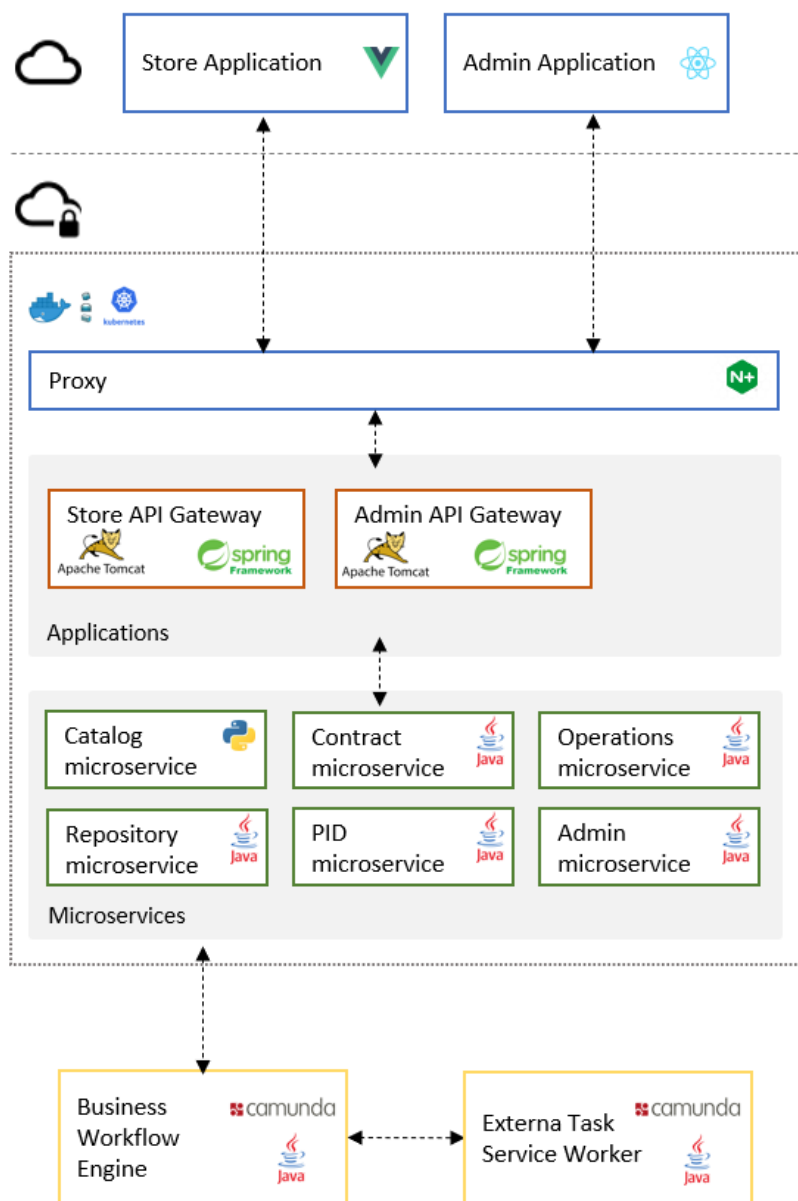 Store Application
Admin Application
kubernetes
Proxy
N+
Store API Gateway
Apache Tomcat
spring
Framework
Admin API Gateway
Apache Tomcat
spring
Framework
Applications
Catalog
microservice
Contract
microservice
Java
Operations
microservice
Java
Repository
microservice
Java
PID
microservice
Java
Admin
microservice
Java
Microservices
Business
Workflow
Engine
camunda
Java
Externa Task
Service Worker
camunda
Java